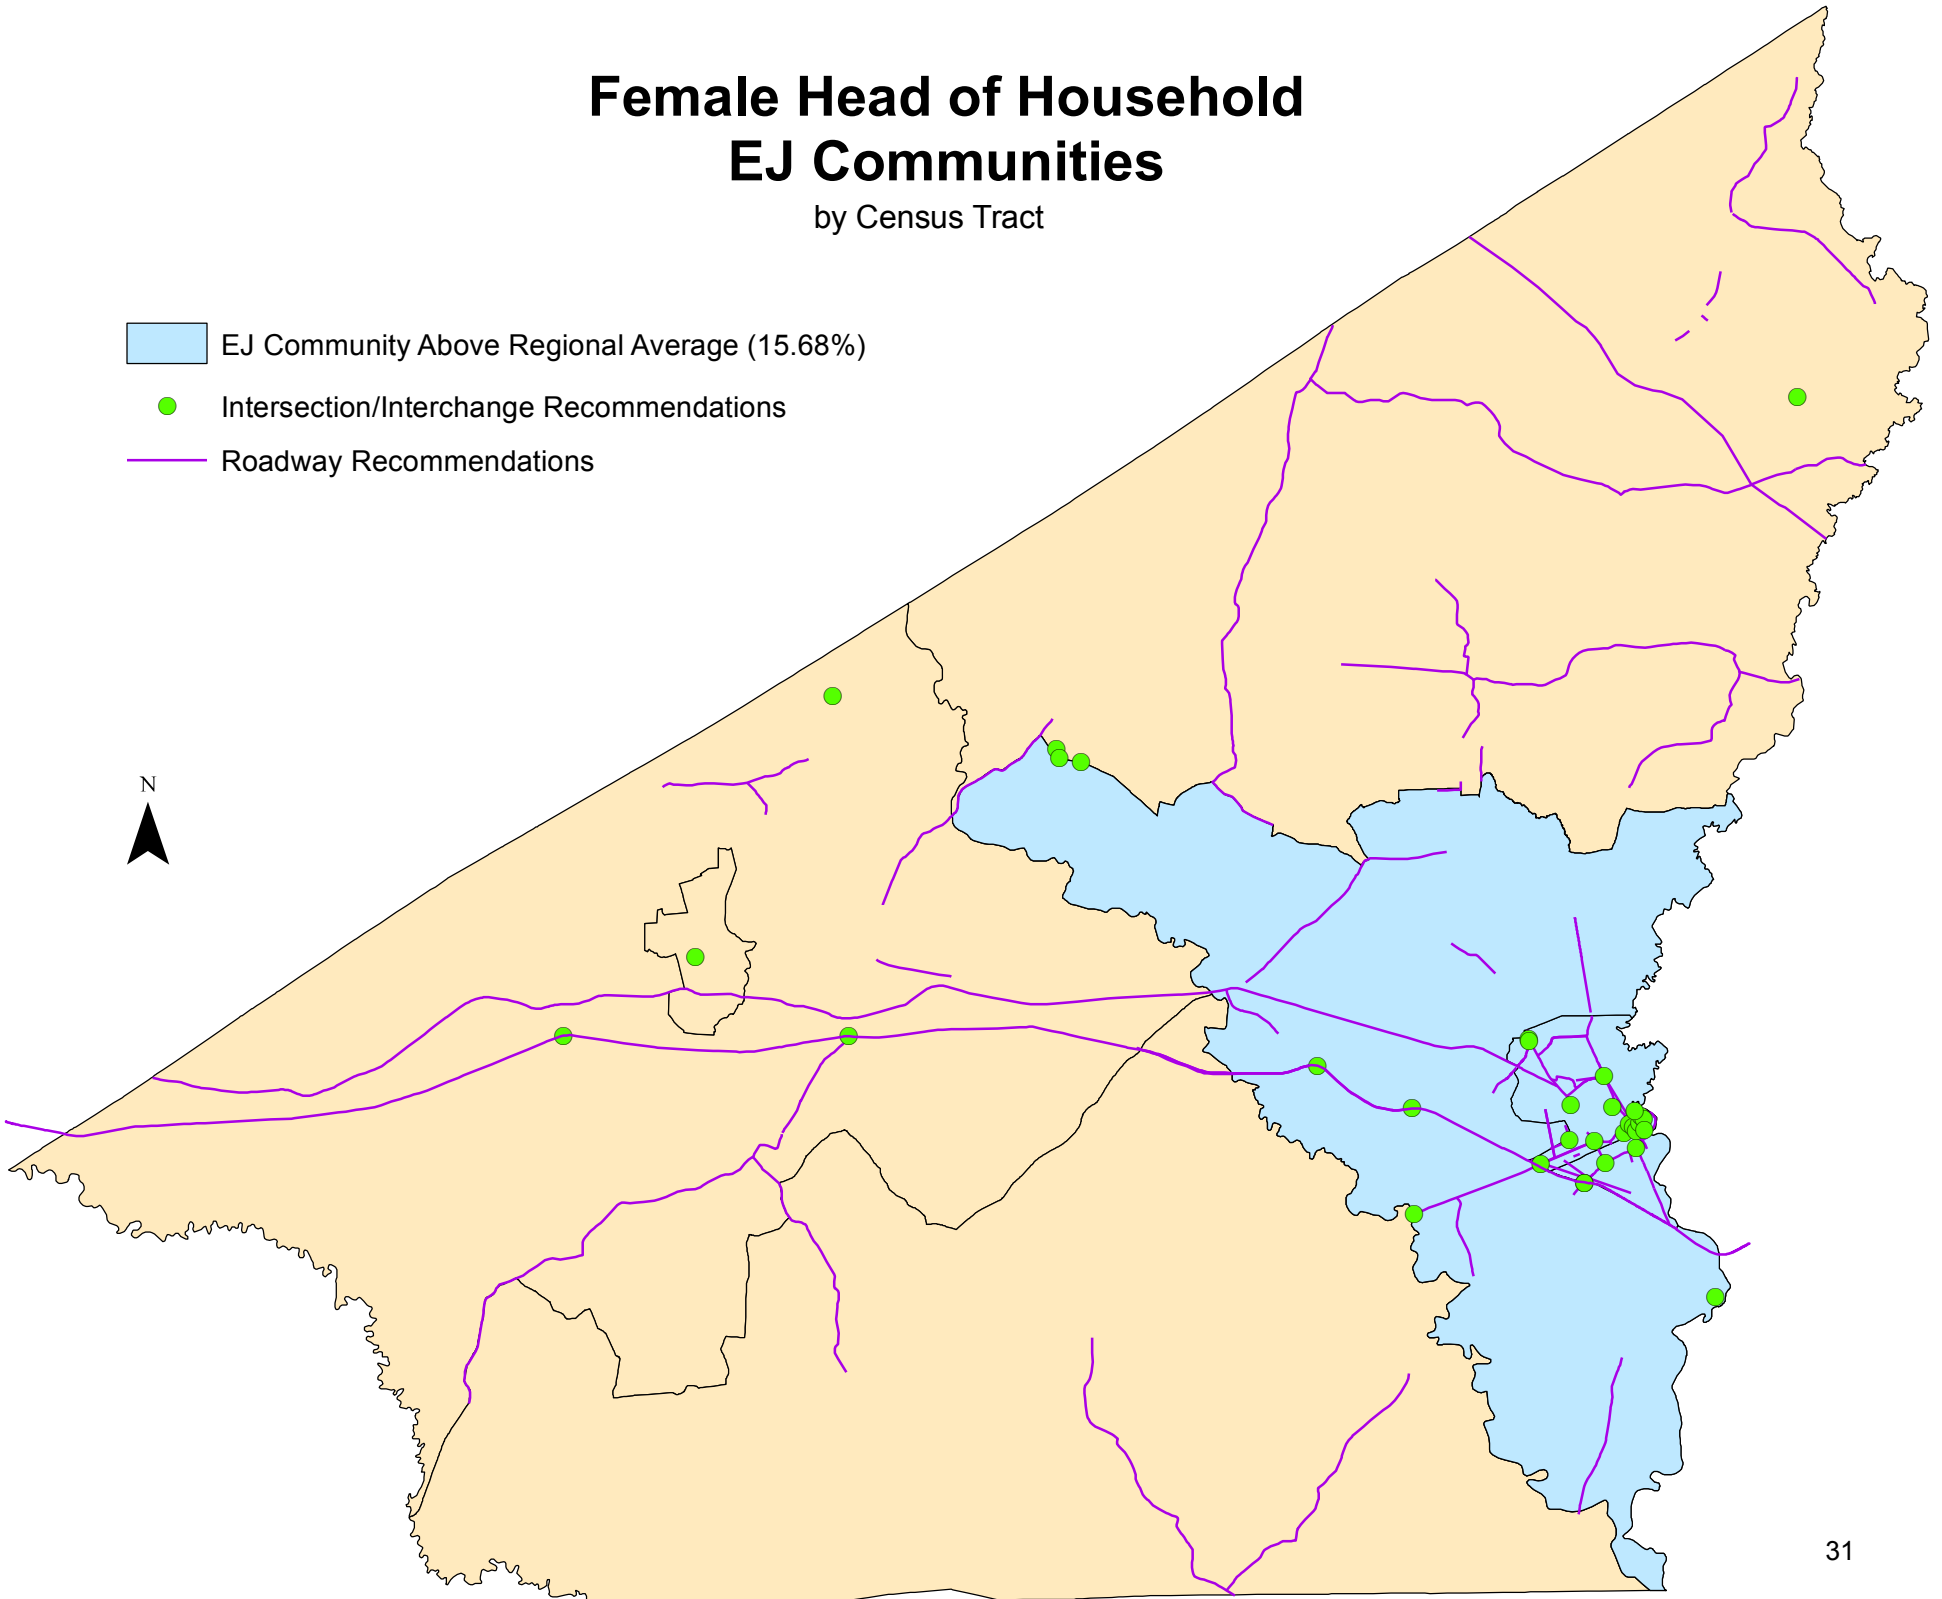 Female Head of Household
EJ Communities
by Census Tract
EJ Community Above Regional Average (15.68%)
Intersection/Interchange Recommendations
Roadway Recommendations
N
31